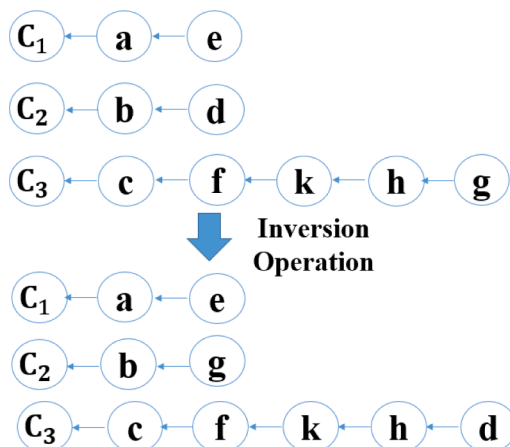 C₁ a e
C₂ b d
C₃ c f k h g
Inversion
Operation
C₁ a e
C₂ b g
C₃ c f k h d